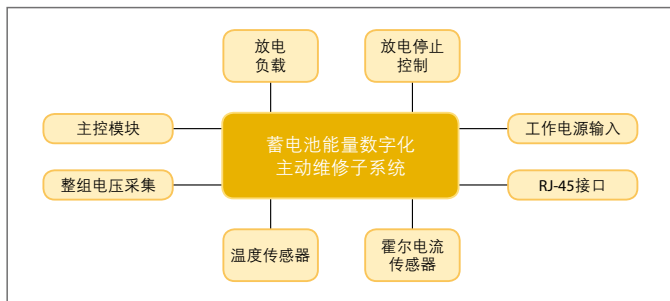 放电
负载
放电停止
控制
主控模块
蓄电池能量数字化
主动维修子系统
工作电源输入
整组电压采集
RJ-45接口
温度传感器
霍尔电流
传感器